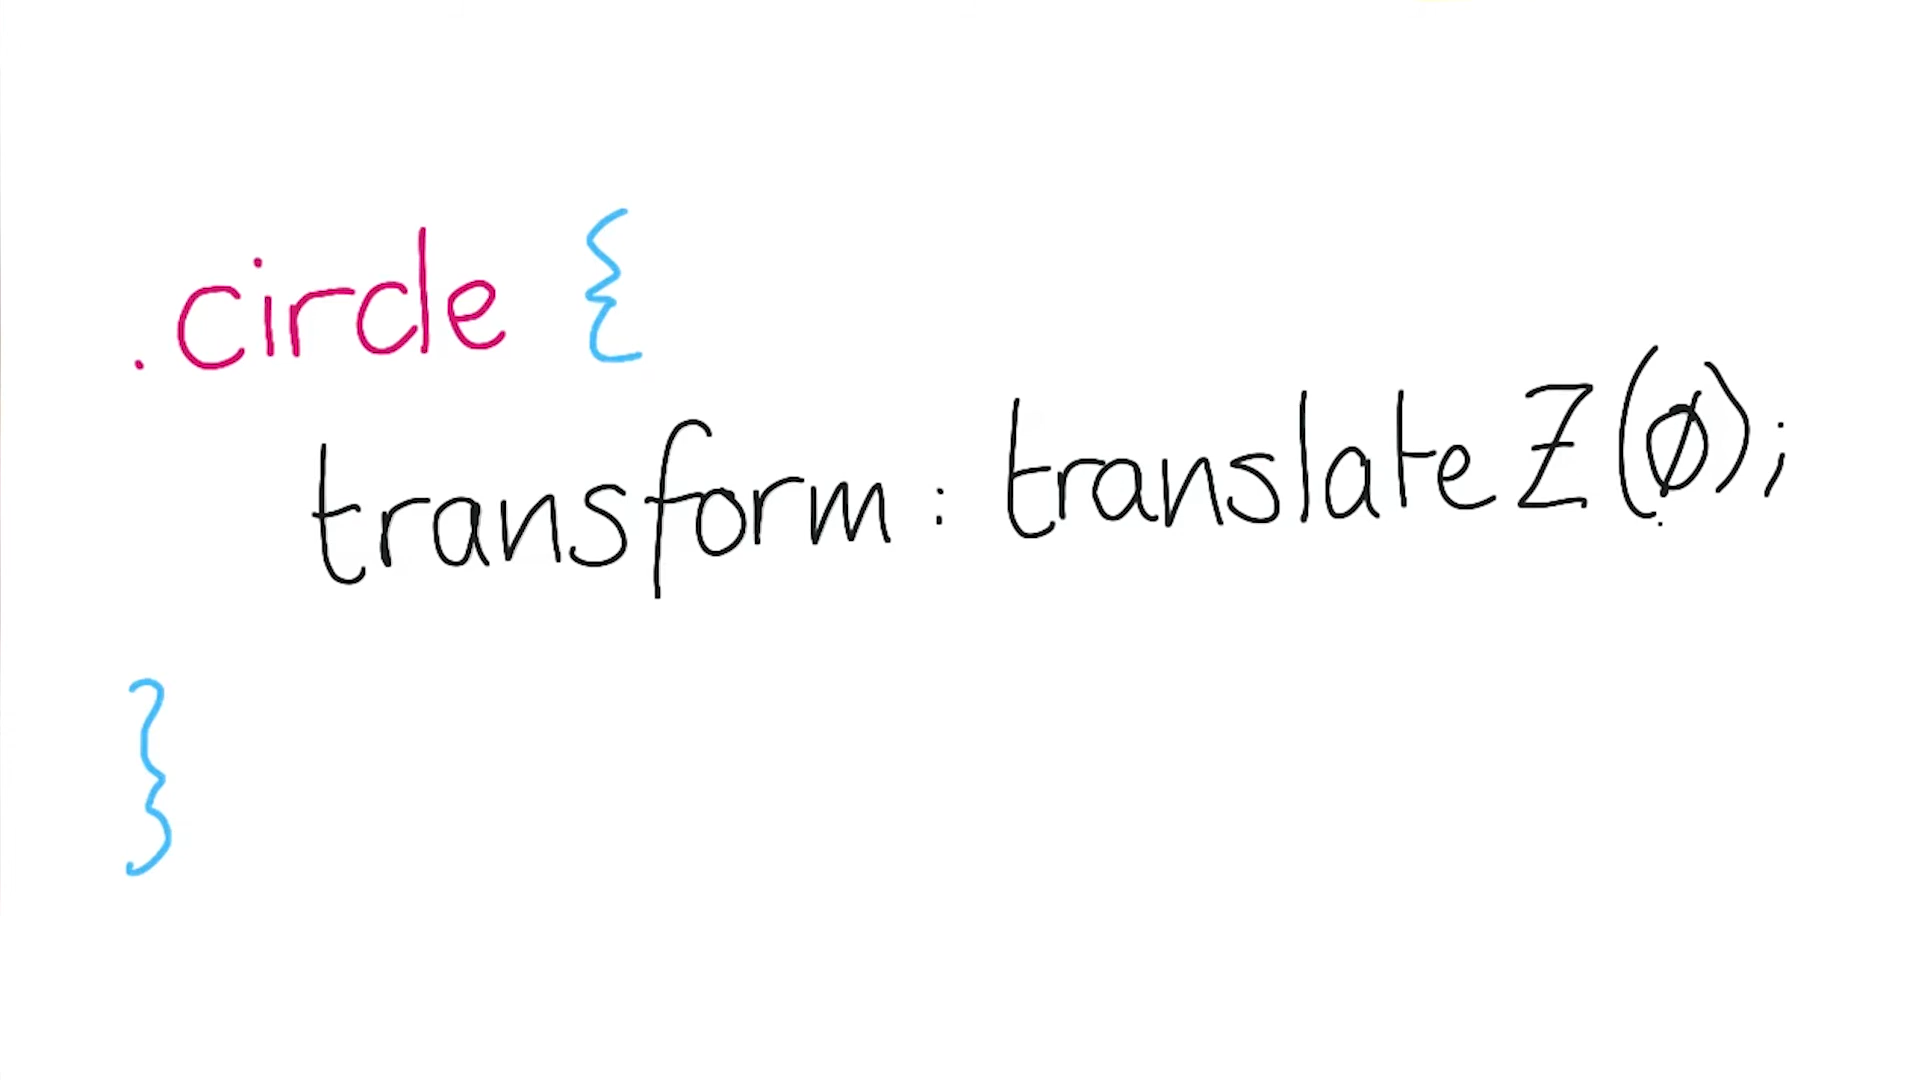 .circle {
transform: translateZ(0);
}